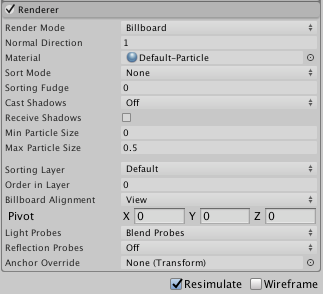 Renderer
Render Mode Billboard
Normal Direction 1
Material Default-Particle
Sort Mode None
Sorting Fudge 0
Cast Shadows Off
Receive Shadows
Min Particle Size 0
Max Particle Size 0.5
Sorting Layer Default
Order in Layer 0
Billboard Alignment View
Pivot X 0 Y 0 Z 0
Light Probes Blend Probes
Reflection Probes Off
Anchor Override None (Transform)
Resimulate Wireframe